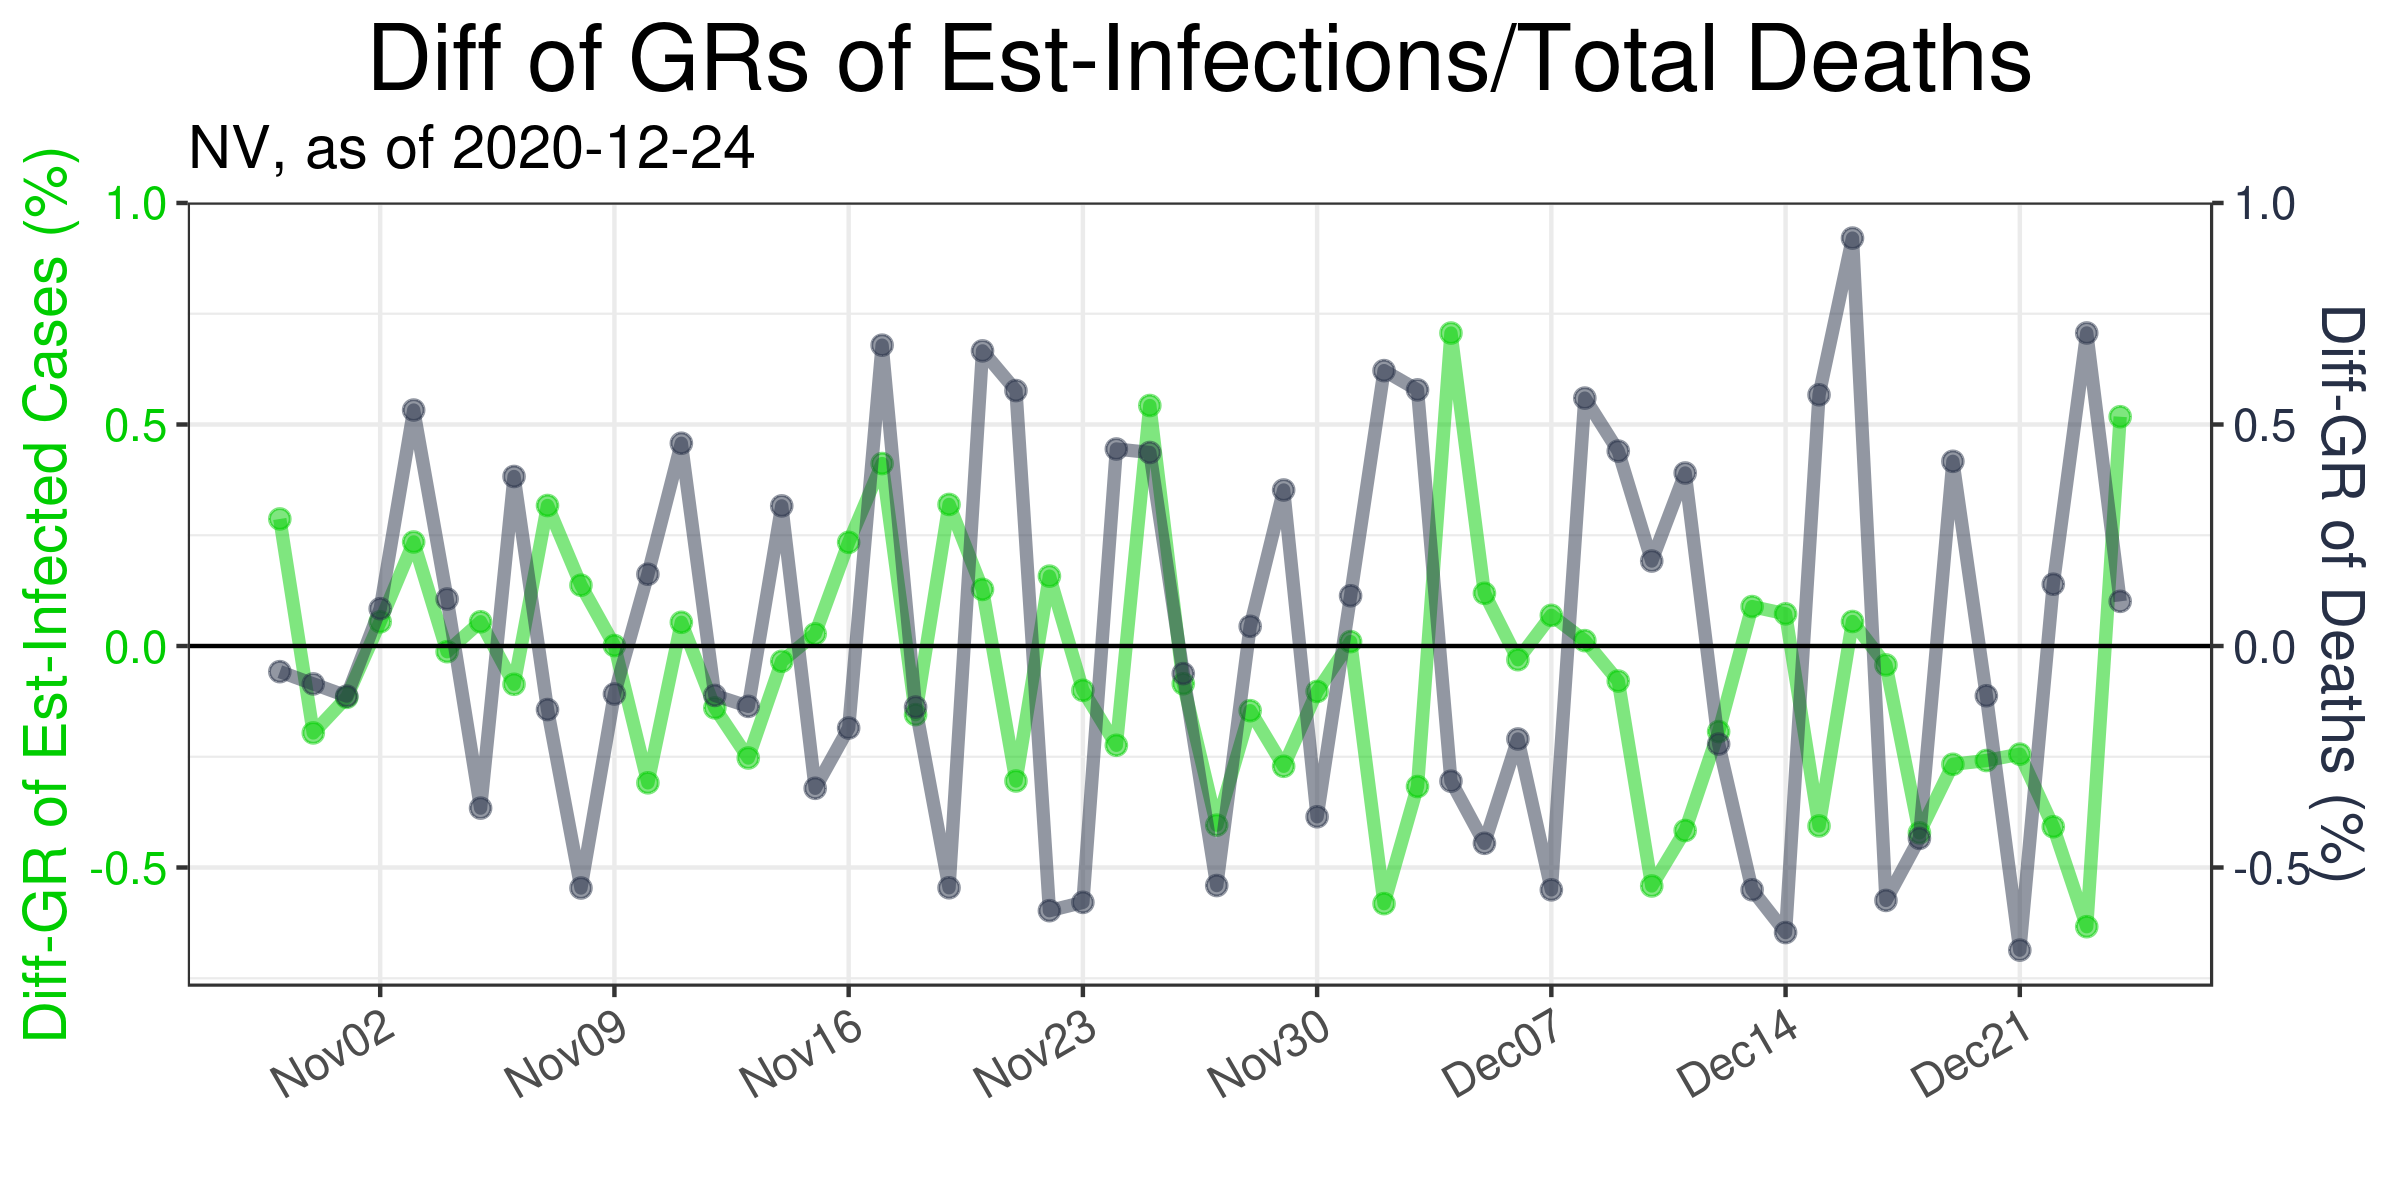 Diff of GRs of Est-Infections/Total Deaths
NV, as of 2020-12-24
Diff-GR of Est-Infected Cases (%)
1.0
0.5
0.0
-0.5
1.0
0.5
0.0
-0.5
Diff-GR of Deaths (%)
Nov02
Nov09
Nov16
Nov23
Nov30
Dec07
Dec14
Dec21